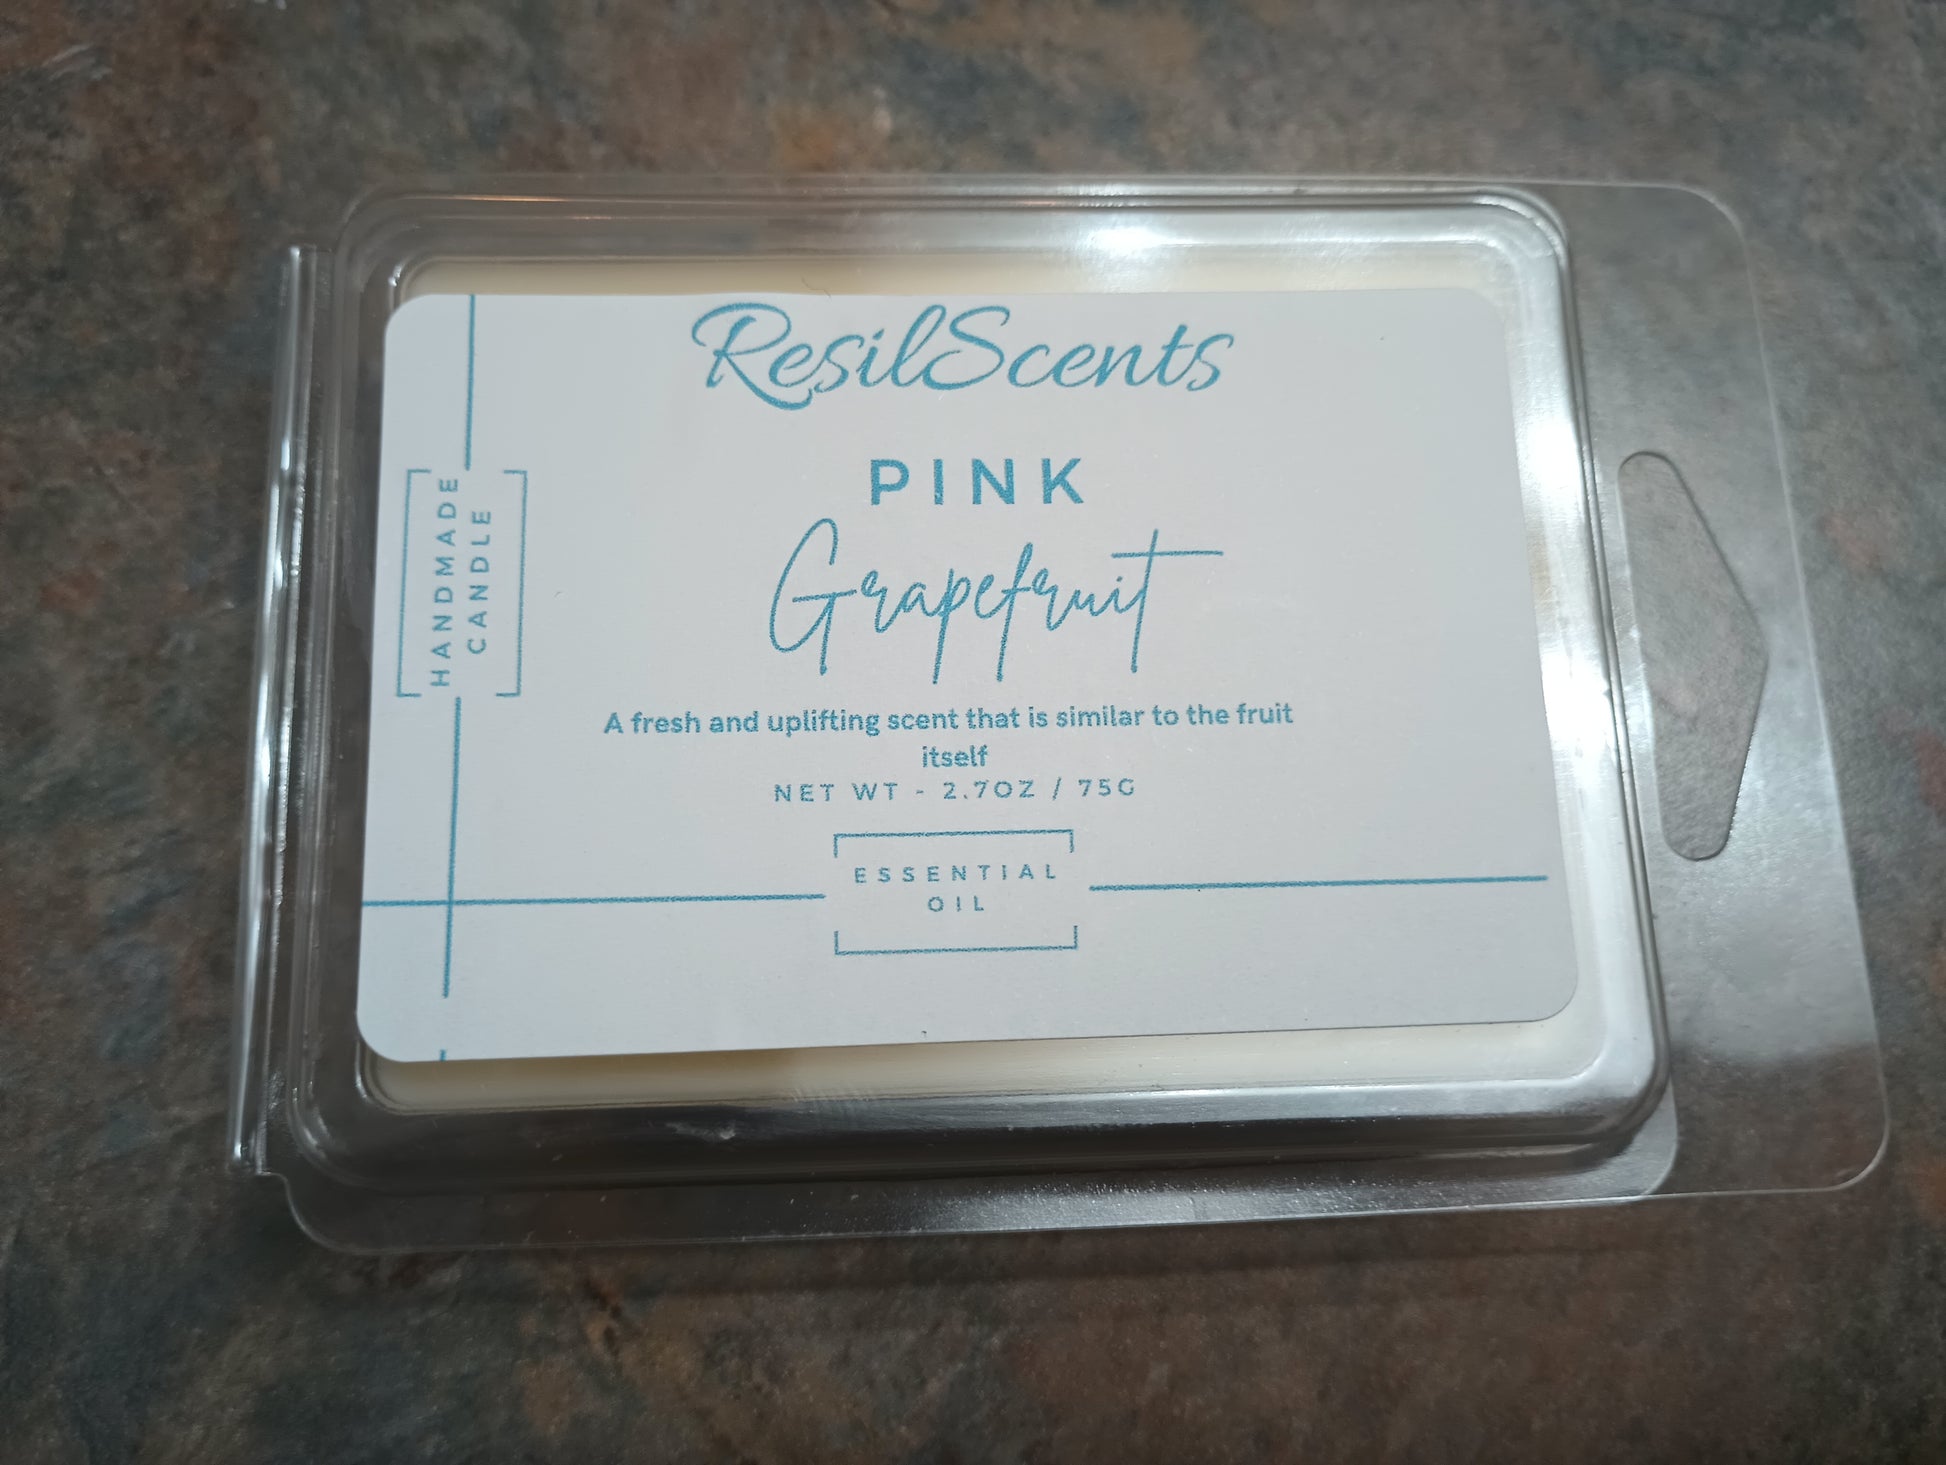 ResilScents
PINK
Grapefruit
HANDMADE
CANDLE
A fresh and uplifting scent that is similar to the fruit
itself
NET WT - 2.7OZ / 75G
ESSENTIAL
OIL